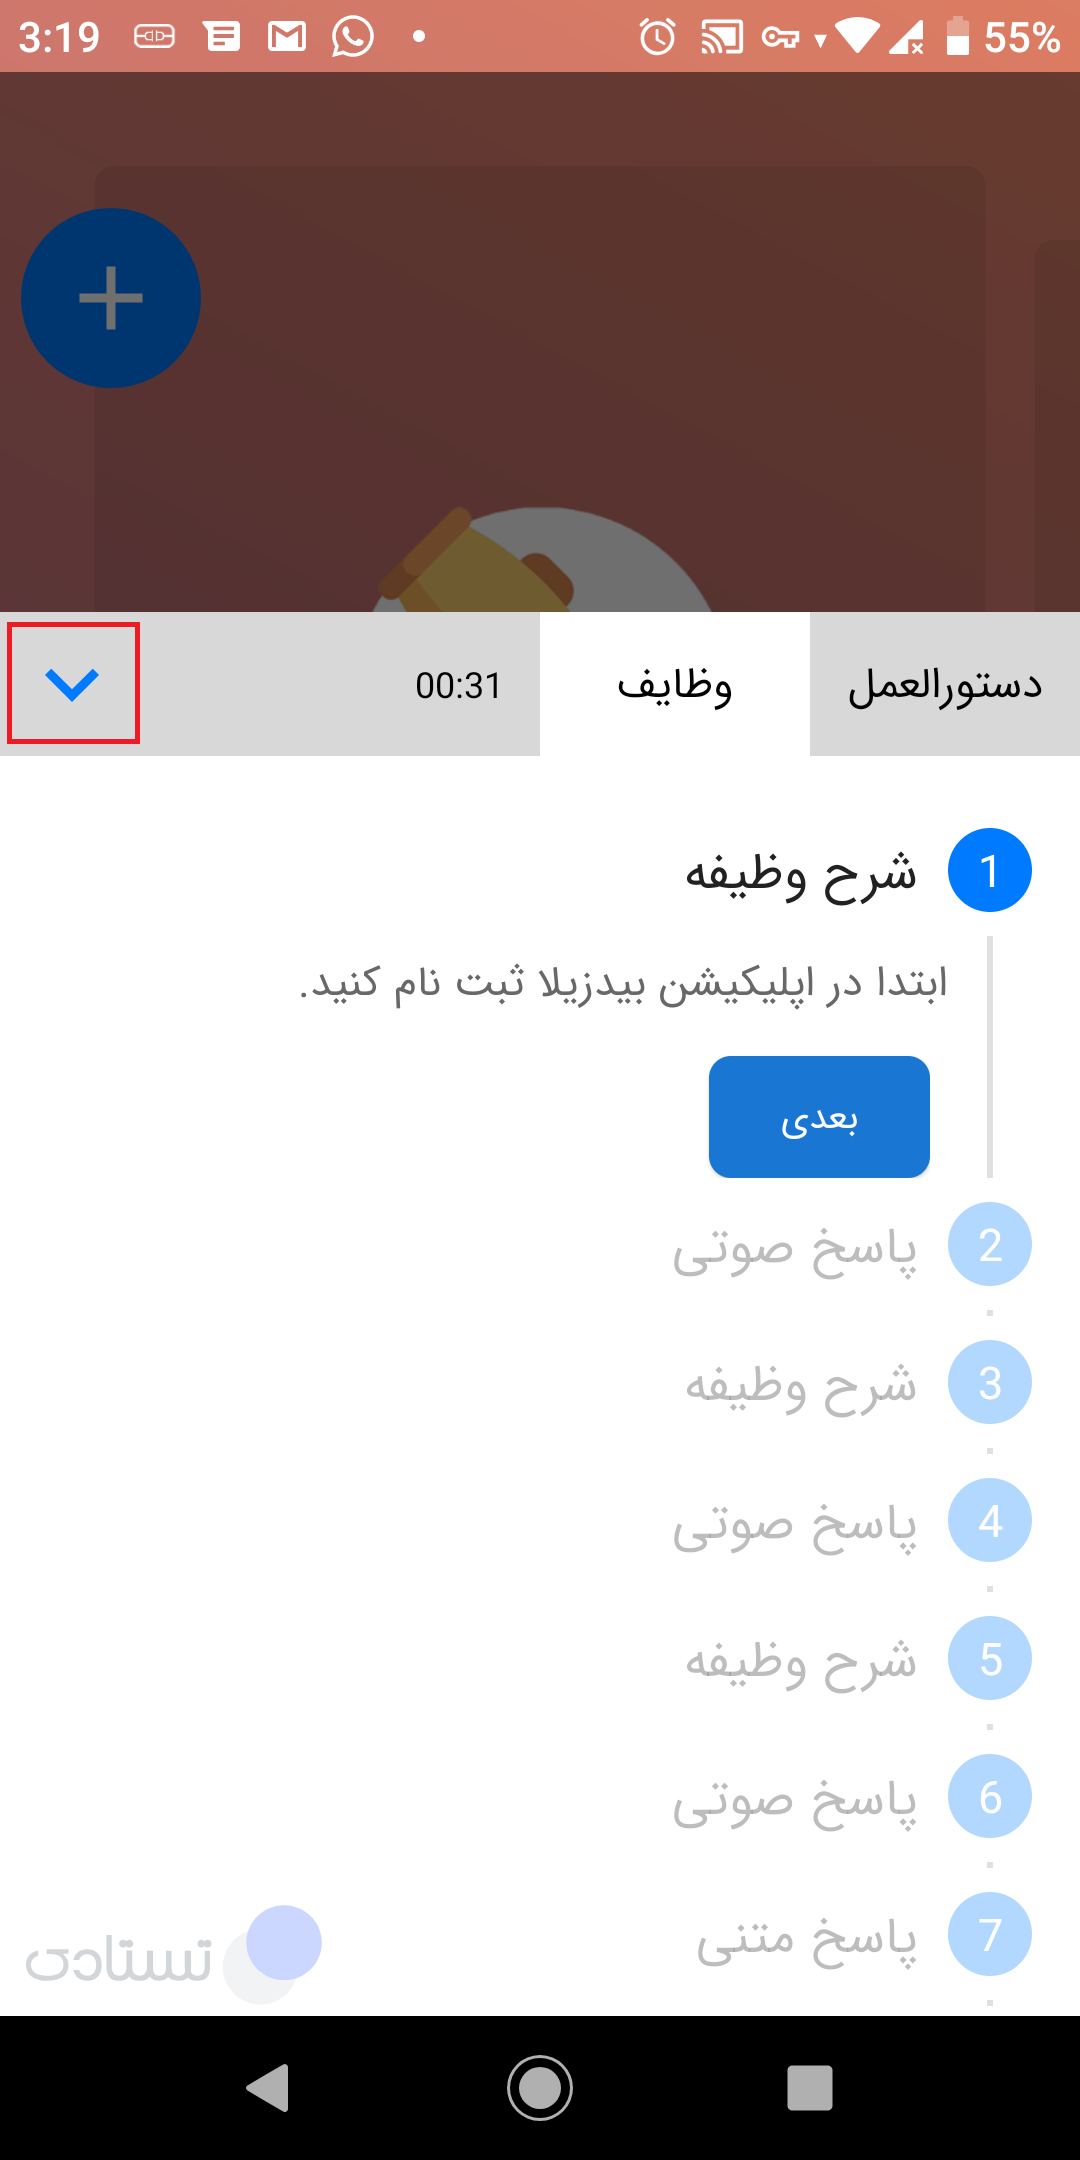 3:19 55%
دستورالعمل وظایف 00:31
1 شرح وظیفه
ابتدا در اپلیکیشن بیدزیلا ثبت نام کنید.
بعدی
2 پاسخ صوتی
3 شرح وظیفه
4 پاسخ صوتی
5 شرح وظیفه
6 پاسخ صوتی
7 پاسخ متنی
تستادی